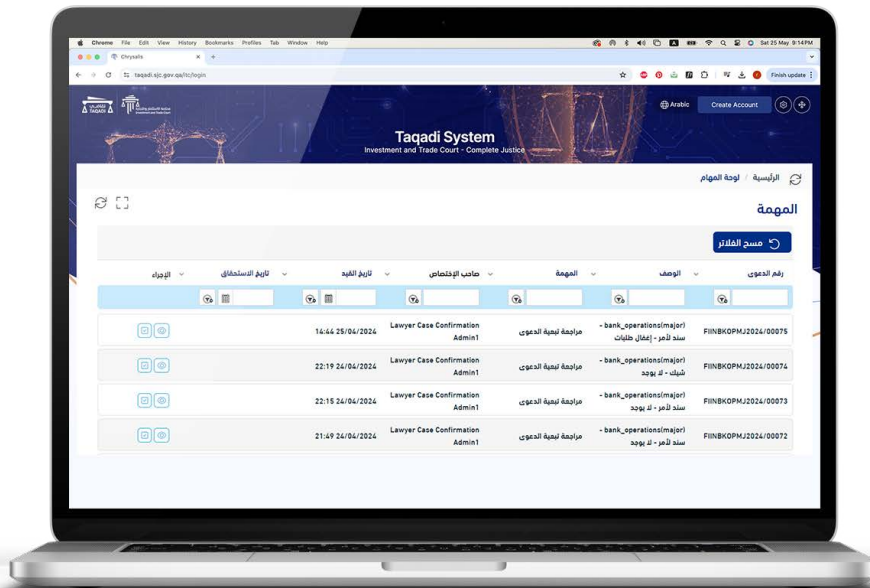 Chrome File Edit View History Bookmarks Profiles Tab Window Help
Sat 25 May 9:14PM
Chrysalis
taqadi.sjc.gov.qa/itc/login
Finish update
TAQADI
Arabic
Create Account
Taqadi System
Investment and Trade Court - Complete Justice
الرئيسية / لوحة المهام
المهمة
مسح الفلاتر
رقم الدعوى الوصف المهمة صاحب الإختصاص تاريخ القيد تاريخ الاستحقاق الإجراء
FIINBKOPMJ2024/00075 bank_operations(major) - مراجعة تبعية الدعوى Lawyer Case Confirmation 14:44 25/04/2024
سند لأمر - إغفال طلبات Admin1
FIINBKOPMJ2024/00074 bank_operations(major) - مراجعة تبعية الدعوى Lawyer Case Confirmation 22:19 24/04/2024
شيك - لا يوجد Admin1
FIINBKOPMJ2024/00073 bank_operations(major) - مراجعة تبعية الدعوى Lawyer Case Confirmation 22:15 24/04/2024
سند لأمر - لا يوجد Admin1
FIINBKOPMJ2024/00072 bank_operations(major) - مراجعة تبعية الدعوى Lawyer Case Confirmation 21:49 24/04/2024
سند لأمر - لا يوجد Admin1